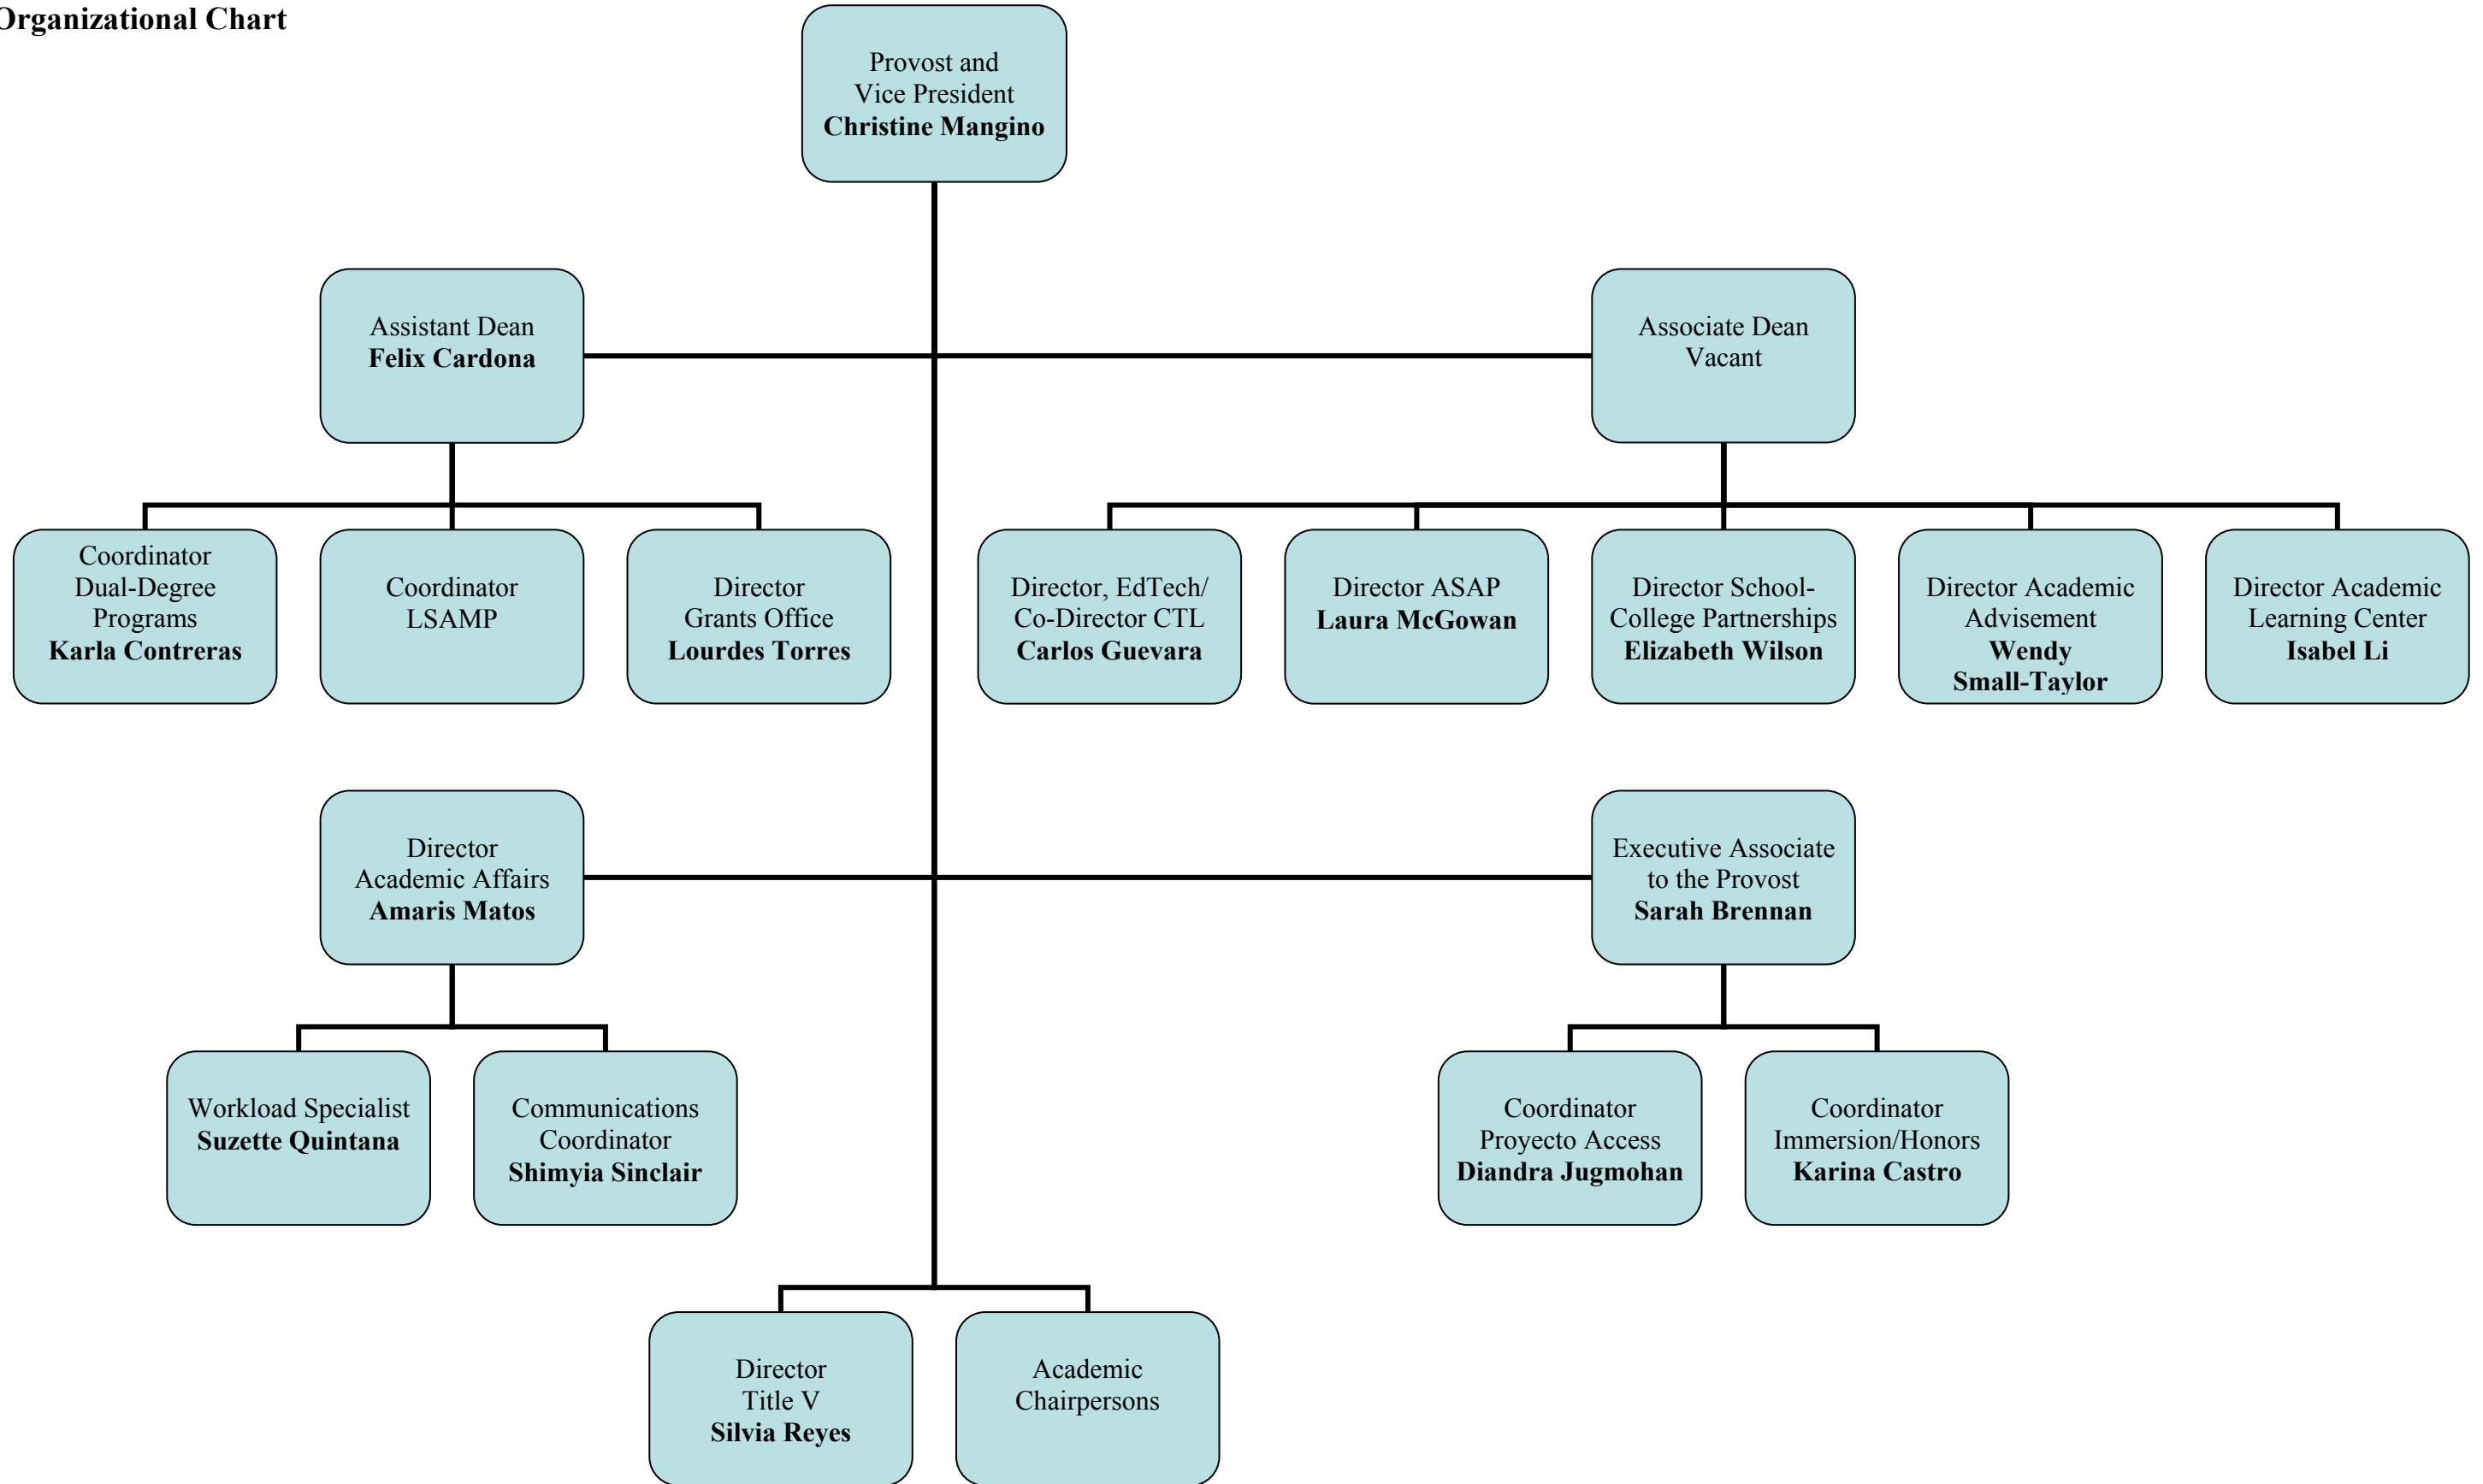 Organizational Chart
Provost and
Vice President
Christine Mangino
Assistant Dean
Felix Cardona
Associate Dean
Vacant
Coordinator
Dual-Degree
Programs
Karla Contreras
Coordinator
LSAMP
Director
Grants Office
Lourdes Torres
Director, EdTech/
Co-Director CTL
Carlos Guevara
Director ASAP
Laura McGowan
Director School-
College Partnerships
Elizabeth Wilson
Director Academic
Advisement
Wendy
Small-Taylor
Director Academic
Learning Center
Isabel Li
Director
Academic Affairs
Amaris Matos
Executive Associate
to the Provost
Sarah Brennan
Workload Specialist
Suzette Quintana
Communications
Coordinator
Shimyia Sinclair
Coordinator
Proyecto Access
Diandra Jugmohan
Coordinator
Immersion/Honors
Karina Castro
Director
Title V
Silvia Reyes
Academic
Chairpersons